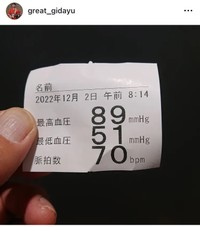 great_gidayu
名前
2022年12月 2日 午前 8:14
最高血圧 89 mmHg
最低血圧 51 mmHg
脈拍数 70 bpm